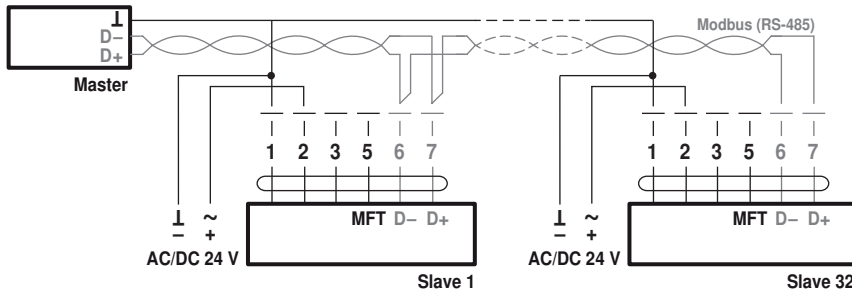 ⊥
D–
D+
Master
Modbus (RS-485)
1 2 3 5 6 7
1 2 3 5 6 7
⊥ ~
– +
AC/DC 24 V
MFT D– D+
Slave 1
⊥ ~
– +
AC/DC 24 V
MFT D– D+
Slave 32